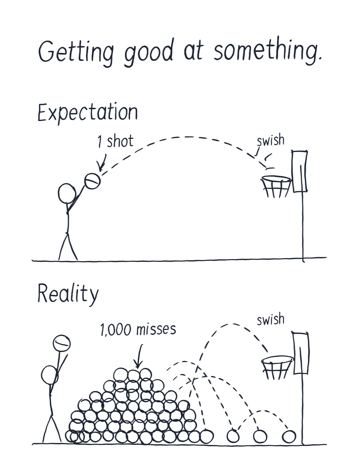 Getting good at something.
Expectation
1 shot
swish
Reality
1,000 misses
swish